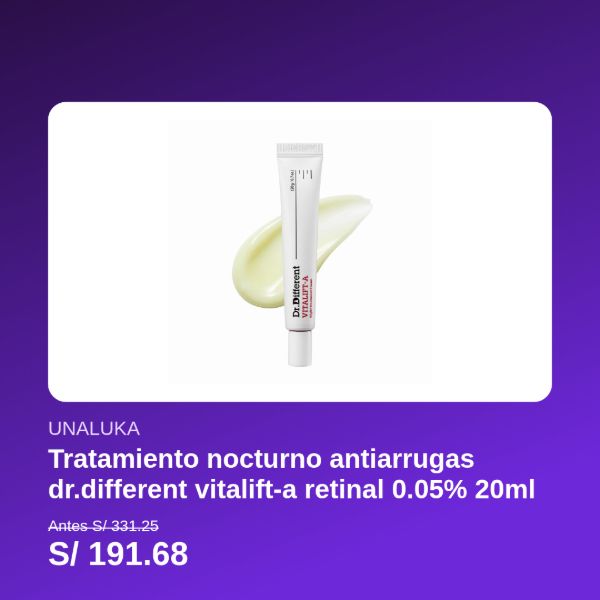 Dr.Different
VITALIFT-A
UNALUKA
Tratamiento nocturno antiarrugas
dr.different vitalift-a retinal 0.05% 20ml
Antes S/ 331.25
S/ 191.68